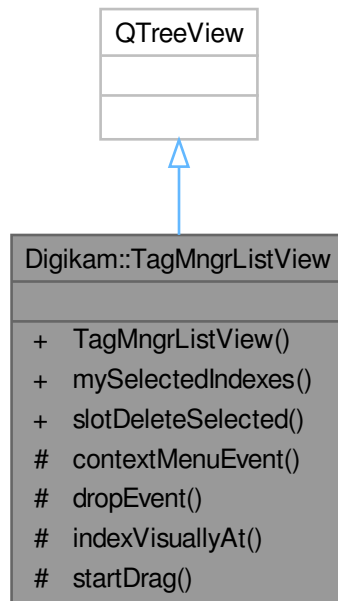 QTreeView
Digikam::TagMngrListView
+ TagMngrListView()
+ mySelectedIndexes()
+ slotDeleteSelected()
# contextMenuEvent()
# dropEvent()
# indexVisuallyAt()
# startDrag()